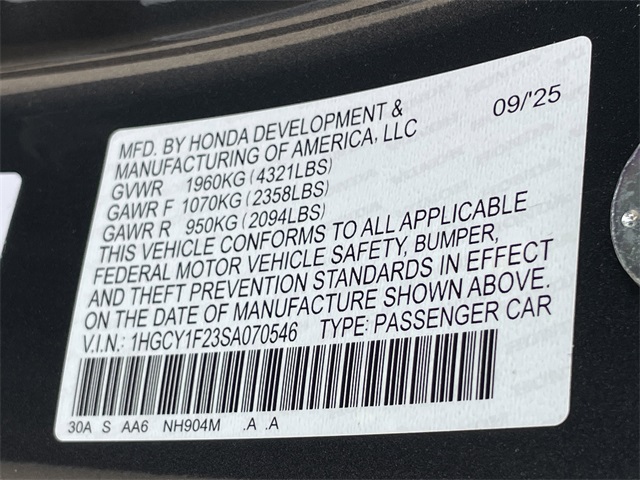 09/'25
MFD. BY HONDA DEVELOPMENT &
MANUFACTURING OF AMERICA, LLC
GVWR 1960KG (4321LBS)
GAWR F 1070KG (2358LBS)
GAWR R 950KG (2094LBS)
THIS VEHICLE CONFORMS TO ALL APPLICABLE
FEDERAL MOTOR VEHICLE SAFETY, BUMPER,
AND THEFT PREVENTION STANDARDS IN EFFECT
ON THE DATE OF MANUFACTURE SHOWN ABOVE.
V.I.N.: 1HGCY1F23SA070546 TYPE: PASSENGER CAR
30A S AA6 NH904M .A .A